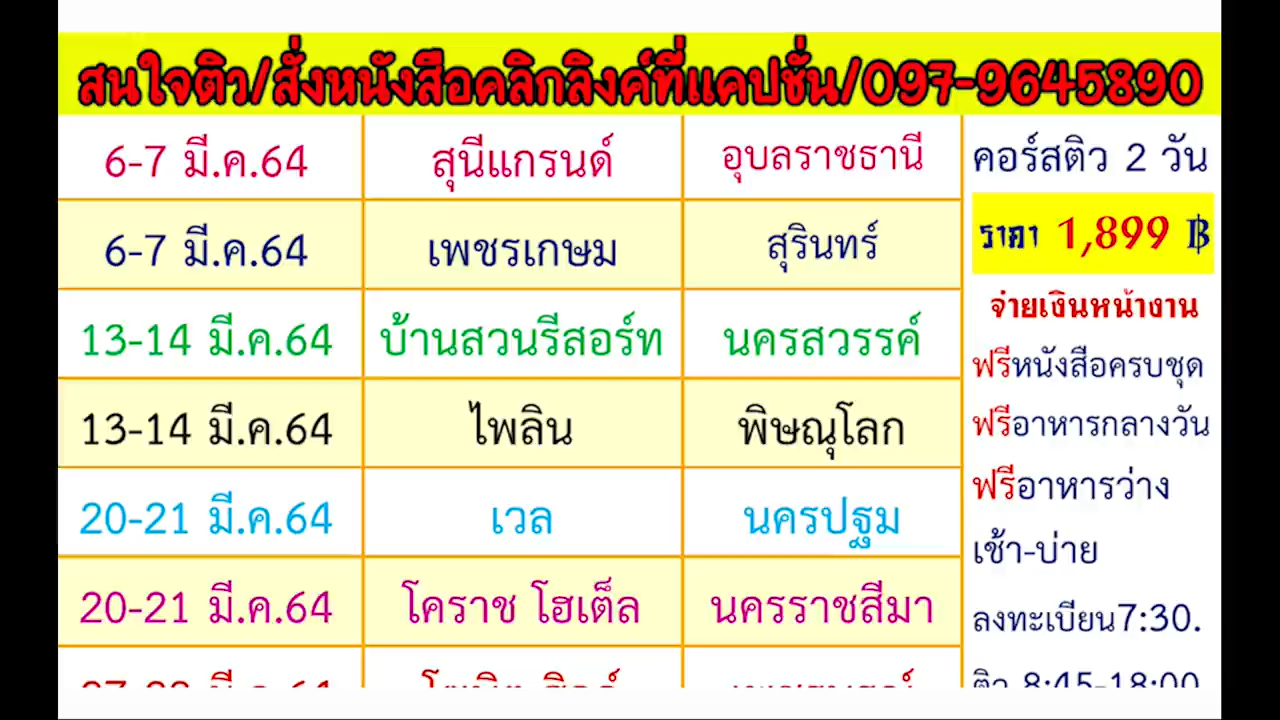 สนใจติว/สั่งหนังสือคลิกลิงค์ที่แคปชั่น/097-9645890
6-7 มี.ค.64 สุนีแกรนด์ อุบลราชธานี
6-7 มี.ค.64 เพชรเกษม สุรินทร์
13-14 มี.ค.64 บ้านสวนรีสอร์ท นครสวรรค์
13-14 มี.ค.64 ไพลิน พิษณุโลก
20-21 มี.ค.64 เวล นครปฐม
20-21 มี.ค.64 โคราช โฮเต็ล นครราชสีมา
คอร์สติว 2 วัน
ราคา 1,899 ฿
จ่ายเงินหน้างาน
ฟรีหนังสือครบชุด
ฟรีอาหารกลางวัน
ฟรีอาหารว่าง
เช้า-บ่าย
ลงทะเบียน7:30.
ติว 8:45-18:00